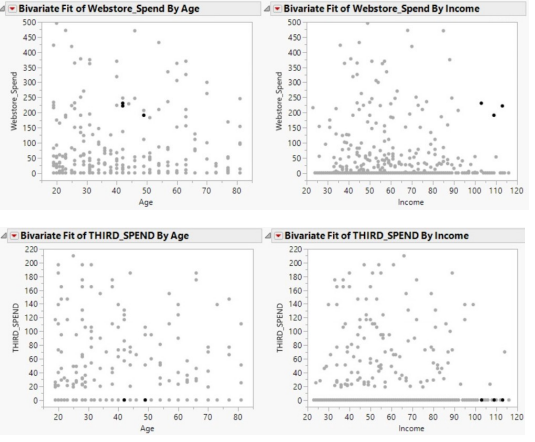 Bivariate Fit of Webstore_Spend By Age
500
450
400
350
300
250
200
150
100
50
0
Webstore_Spend
20 30 40 50 60 70 80
Age
Bivariate Fit of Webstore_Spend By Income
500
450
400
350
300
250
200
150
100
50
0
Webstore_Spend
20 30 40 50 60 70 80 90 100 110 120
Income
Bivariate Fit of THIRD_SPEND By Age
220
200
180
160
140
120
100
80
60
40
20
0
THIRD_SPEND
20 30 40 50 60 70 80
Age
Bivariate Fit of THIRD_SPEND By Income
220
200
180
160
140
120
100
80
60
40
20
0
THIRD_SPEND
20 30 40 50 60 70 80 90 100 110 120
Income